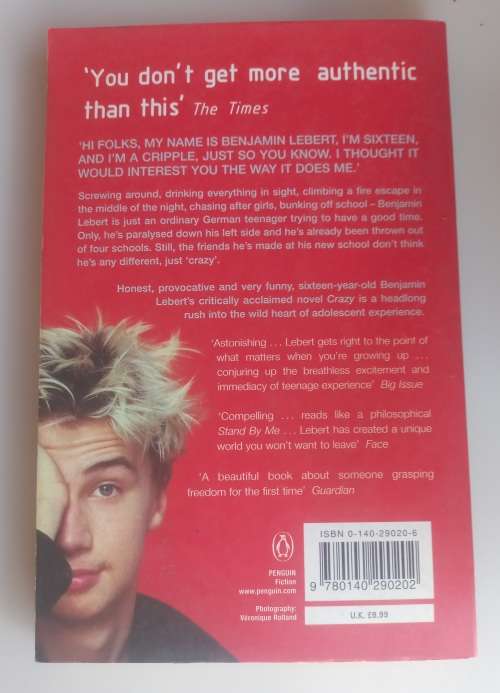 ‘You don’t get more authentic
than this’ The Times
‘HI FOLKS, MY NAME IS BENJAMIN LEBERT, I’M SIXTEEN,
AND I’M A CRIPPLE, JUST SO YOU KNOW. I THOUGHT IT
WOULD INTEREST YOU THE WAY IT DOES ME.’
Screwing around, drinking everything in sight, climbing a fire escape in
the middle of the night, chasing after girls, bunking off school – Benjamin
Lebert is just an ordinary German teenager trying to have a good time.
Only, he’s paralysed down his left side and he’s already been thrown out
of four schools. Still, the friends he’s made at his new school don’t think
he’s any different, just ‘crazy’.
Honest, provocative and very funny, sixteen-year-old Benjamin
Lebert’s critically acclaimed novel Crazy is a headlong
rush into the wild heart of adolescent experience.
‘Astonishing ... Lebert gets right to the point of
what matters when you’re growing up ...
conjuring up the breathless excitement and
immediacy of teenage experience’ Big Issue
‘Compelling ... reads like a philosophical
Stand By Me ... Lebert has created a unique
world you won’t want to leave’ Face
‘A beautiful book about someone grasping
freedom for the first time’ Guardian
PENGUIN
Fiction
www.penguin.com
Photography:
Véronique Rolland
ISBN 0-140-29020-6
9 780140 290202
U.K. £6.99